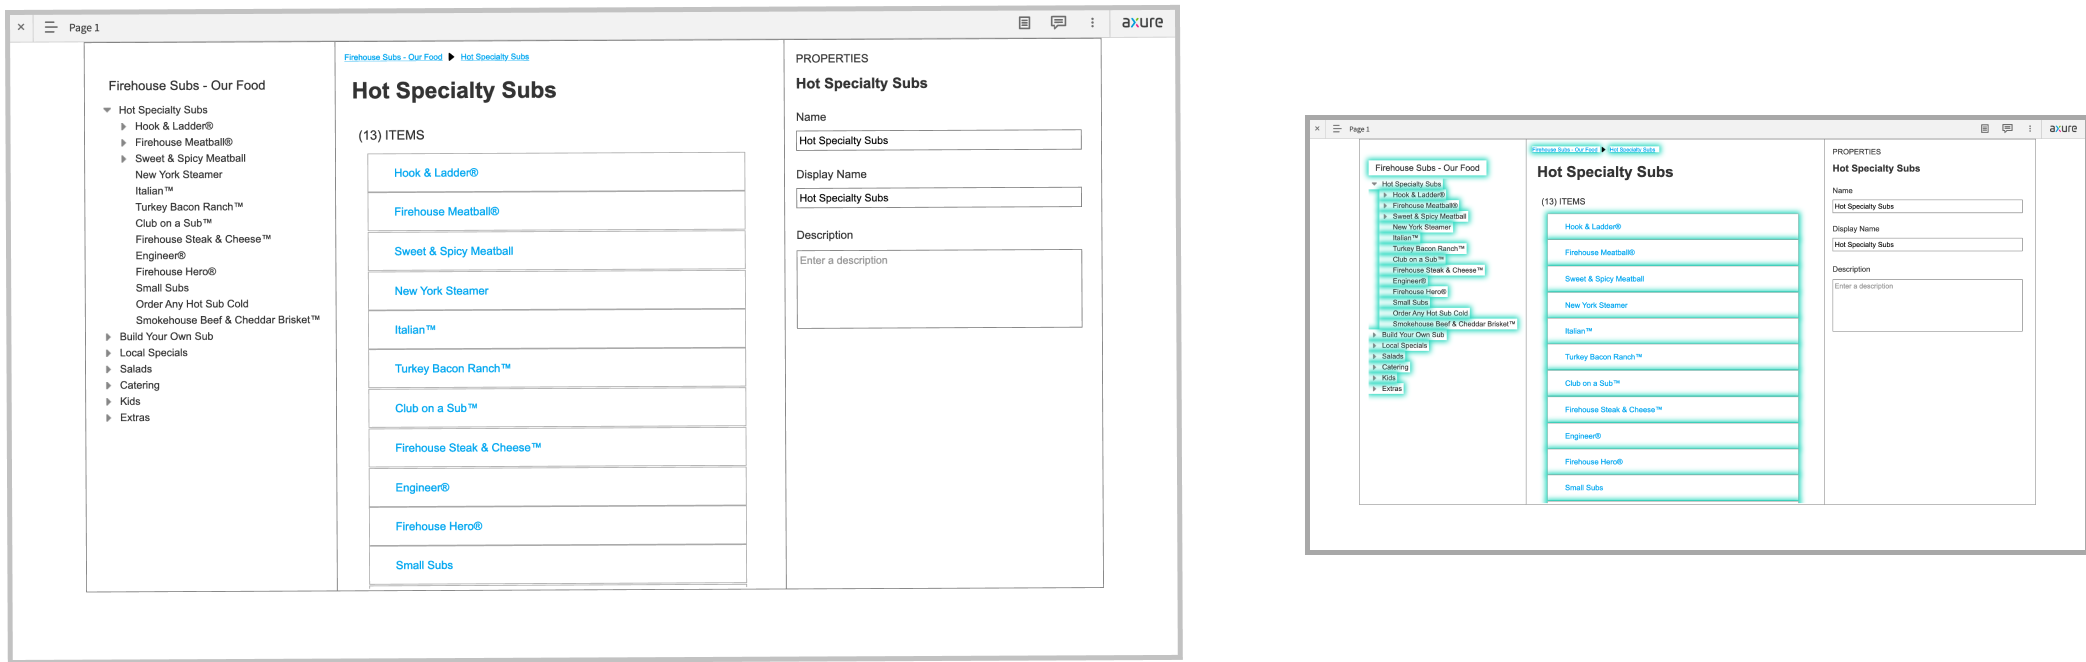 Page 1
axure
Firehouse Subs - Our Food
Hot Specialty Subs
Hook & Ladder®
Firehouse Meatball®
Sweet & Spicy Meatball
New York Steamer
Italian™
Turkey Bacon Ranch™
Club on a Sub™
Firehouse Steak & Cheese™
Engineer®
Firehouse Hero®
Small Subs
Order Any Hot Sub Cold
Smokehouse Beef & Cheddar Brisket™
Build Your Own Sub
Local Specials
Salads
Catering
Kids
Extras
Firehouse Subs - Our Food Hot Specialty Subs
Hot Specialty Subs
(13) ITEMS
Hook & Ladder®
Firehouse Meatball®
Sweet & Spicy Meatball
New York Steamer
Italian™
Turkey Bacon Ranch™
Club on a Sub™
Firehouse Steak & Cheese™
Engineer®
Firehouse Hero®
Small Subs
PROPERTIES
Hot Specialty Subs
Name
Hot Specialty Subs
Display Name
Hot Specialty Subs
Description
Enter a description
Page 1
axure
Firehouse Subs - Our Food
Hot Specialty Subs
Hook & Ladder®
Firehouse Meatball®
Sweet & Spicy Meatball
New York Steamer
Italian™
Turkey Bacon Ranch™
Club on a Sub™
Firehouse Steak & Cheese™
Engineer®
Firehouse Hero®
Small Subs
Order Any Hot Sub Cold
Smokehouse Beef & Cheddar Brisket™
Build Your Own Sub
Local Specials
Salads
Catering
Kids
Extras
Firehouse Subs - Our Food Hot Specialty Subs
Hot Specialty Subs
(13) ITEMS
Hook & Ladder®
Firehouse Meatball®
Sweet & Spicy Meatball
New York Steamer
Italian™
Turkey Bacon Ranch™
Club on a Sub™
Firehouse Steak & Cheese™
Engineer®
Firehouse Hero®
Small Subs
PROPERTIES
Hot Specialty Subs
Name
Hot Specialty Subs
Display Name
Hot Specialty Subs
Description
Enter a description